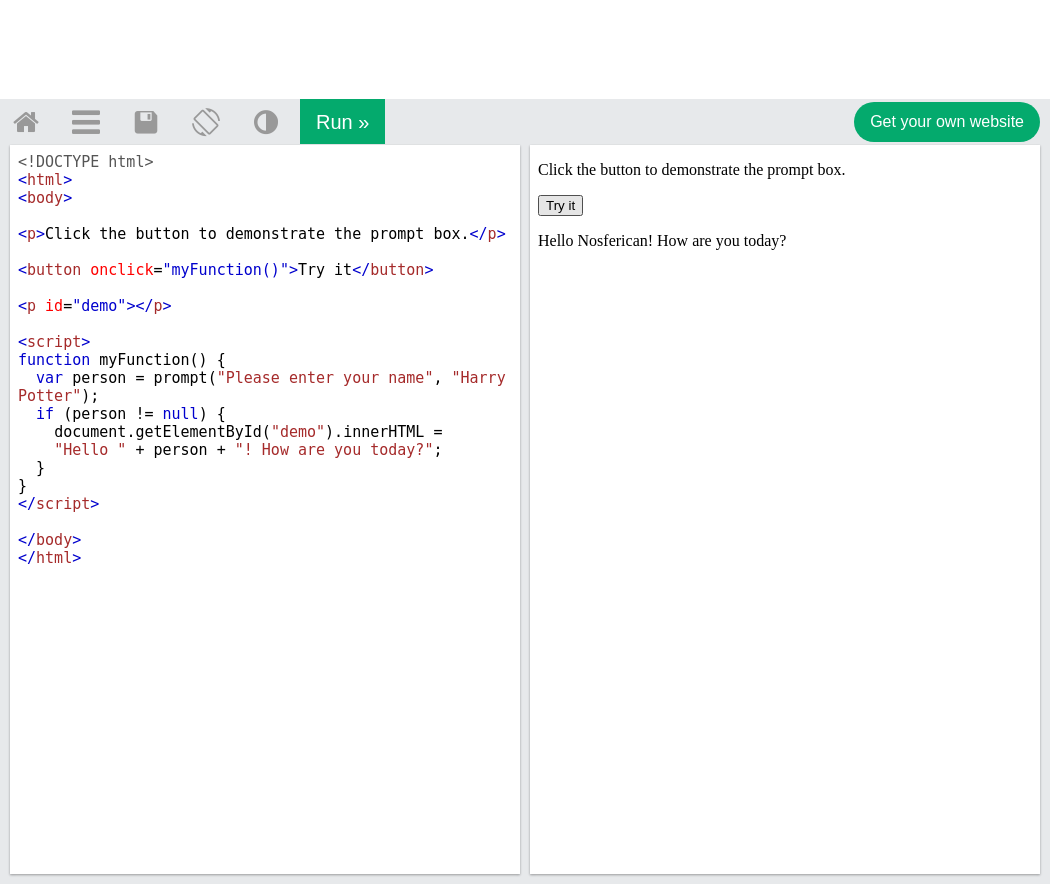 Run »
Get your own website
<!DOCTYPE html>
<html>
<body>
<p>Click the button to demonstrate the prompt box.</p>
<button onclick="myFunction()">Try it</button>
<p id="demo"></p>
<script>
function myFunction() {
  var person = prompt("Please enter your name", "Harry
Potter");
  if (person != null) {
    document.getElementById("demo").innerHTML =
    "Hello " + person + "! How are you today?";
  }
}
</script>
</body>
</html>
Click the button to demonstrate the prompt box.
Try it
Hello Nosferican! How are you today?